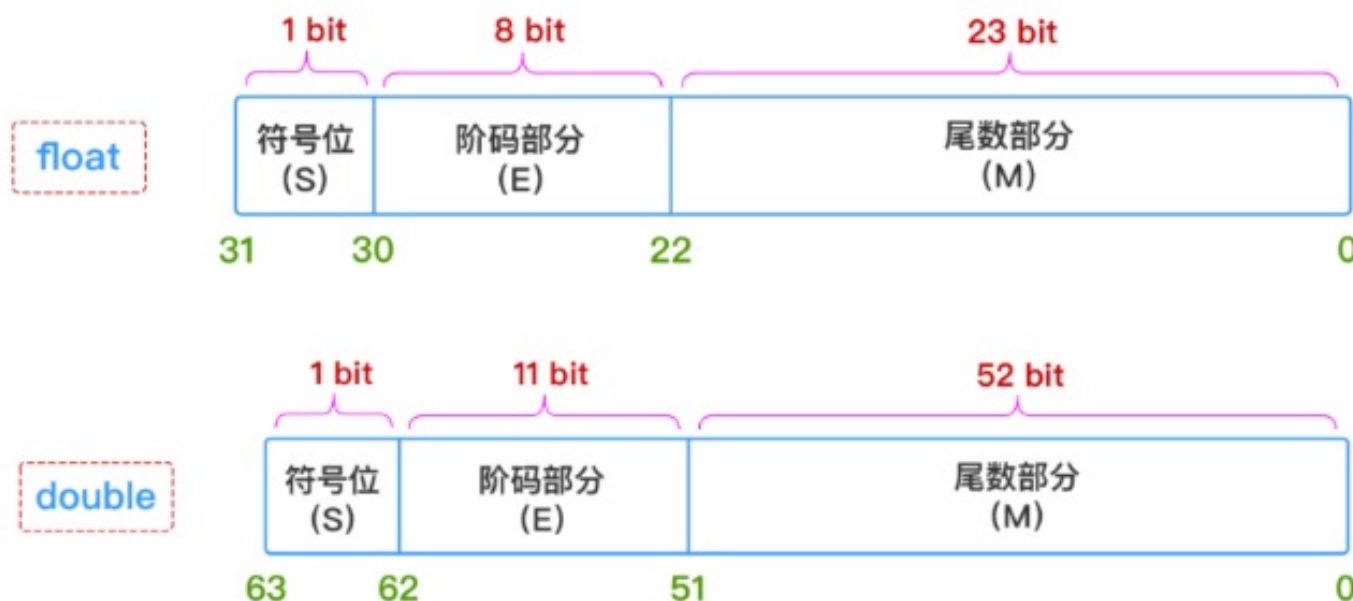 1 bit
8 bit
23 bit
float
符号位
(S)
阶码部分
(E)
尾数部分
(M)
31
30
22
0
1 bit
11 bit
52 bit
double
符号位
(S)
阶码部分
(E)
尾数部分
(M)
63
62
51
0